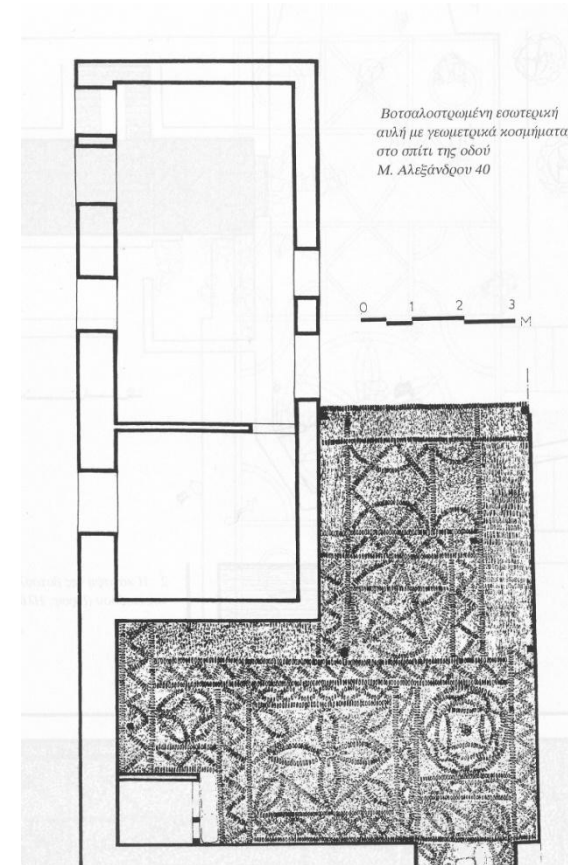 Βοτσαλοστρωμένη εσωτερική
αυλή με γεωμετρικά κοσμήματα
στο σπίτι της οδού
Μ. Αλεξάνδρου 40
0 1 2 3
M